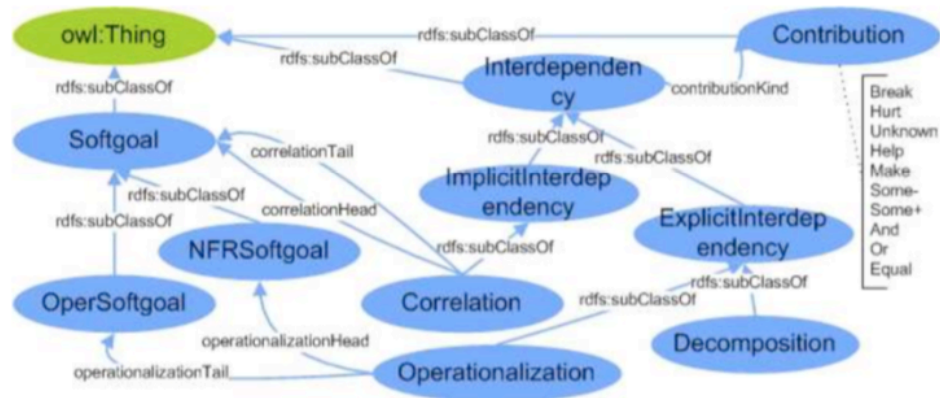 owl:Thing
rdfs:subClassOf
Contribution
rdfs:subClassOf
Interdependen
cy
contributionKind
rdfs:subClassOf
Break
Hurt
Unknown
Help
Make
Some-
Some+
And
Or
Equal
Softgoal
correlationTail
rdfs:subClassOf
rdfs:subClassOf
ImplicitInterdep
endency
rdfs:subClassOf
correlationHead
rdfs:subClassOf
ExplicitInterdep
endency
NFRSoftgoal
rdfs:subClassOf
rdfs:subClassOf
OperSoftgoal
Correlation
rdfs:subClassOf
operationalizationHead
Decomposition
operationalizationTail
Operationalization